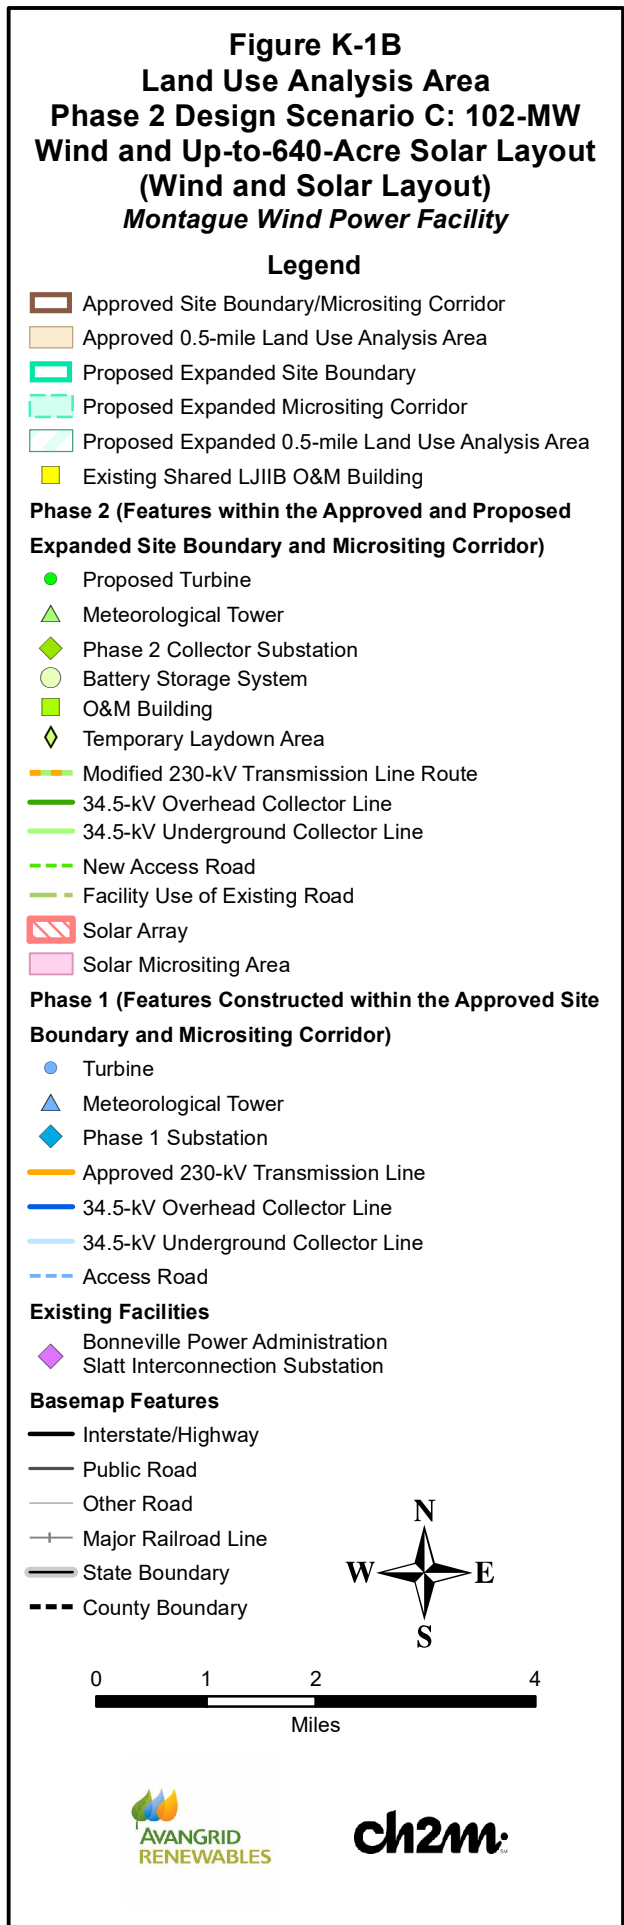 Figure K-1B
Land Use Analysis Area
Phase 2 Design Scenario C: 102-MW
Wind and Up-to-640-Acre Solar Layout
(Wind and Solar Layout)
Montague Wind Power Facility
Legend
Approved Site Boundary/Micrositing Corridor
Approved 0.5-mile Land Use Analysis Area
Proposed Expanded Site Boundary
Proposed Expanded Micrositing Corridor
Proposed Expanded 0.5-mile Land Use Analysis Area
Existing Shared LJIIB O&M Building
Phase 2 (Features within the Approved and Proposed
Expanded Site Boundary and Micrositing Corridor)
Proposed Turbine
Meteorological Tower
Phase 2 Collector Substation
Battery Storage System
O&M Building
Temporary Laydown Area
Modified 230-kV Transmission Line Route
34.5-kV Overhead Collector Line
34.5-kV Underground Collector Line
New Access Road
Facility Use of Existing Road
Solar Array
Solar Micrositing Area
Phase 1 (Features Constructed within the Approved Site
Boundary and Micrositing Corridor)
Turbine
Meteorological Tower
Phase 1 Substation
Approved 230-kV Transmission Line
34.5-kV Overhead Collector Line
34.5-kV Underground Collector Line
Access Road
Existing Facilities
Bonneville Power Administration
Slatt Interconnection Substation
Basemap Features
Interstate/Highway
Public Road
Other Road
Major Railroad Line
State Boundary
County Boundary
N
W E
S
0 1 2 4
Miles
AVANGRID
RENEWABLES
ch2m: